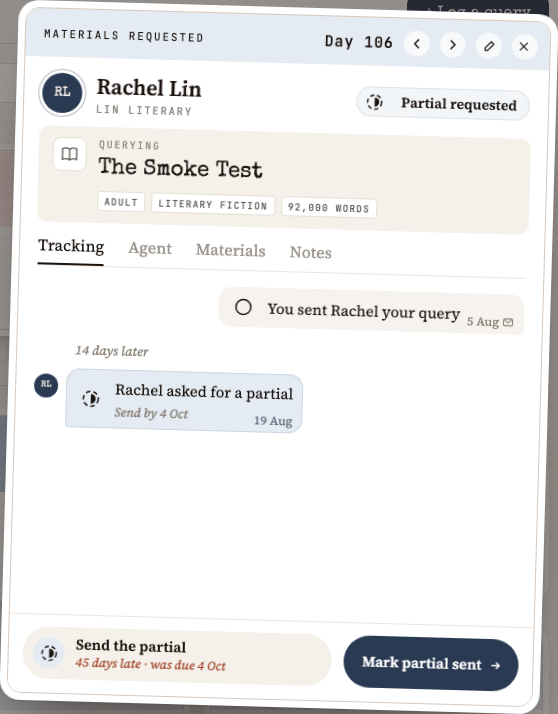 + Log a query
MATERIALS REQUESTED
Day 106
RL
Rachel Lin
LIN LITERARY
Partial requested
QUERYING
The Smoke Test
ADULT
LITERARY FICTION
92,000 WORDS
Tracking Agent Materials Notes
You sent Rachel your query
5 Aug
14 days later
RL
Rachel asked for a partial
Send by 4 Oct
19 Aug
Send the partial
45 days late · was due 4 Oct
Mark partial sent →